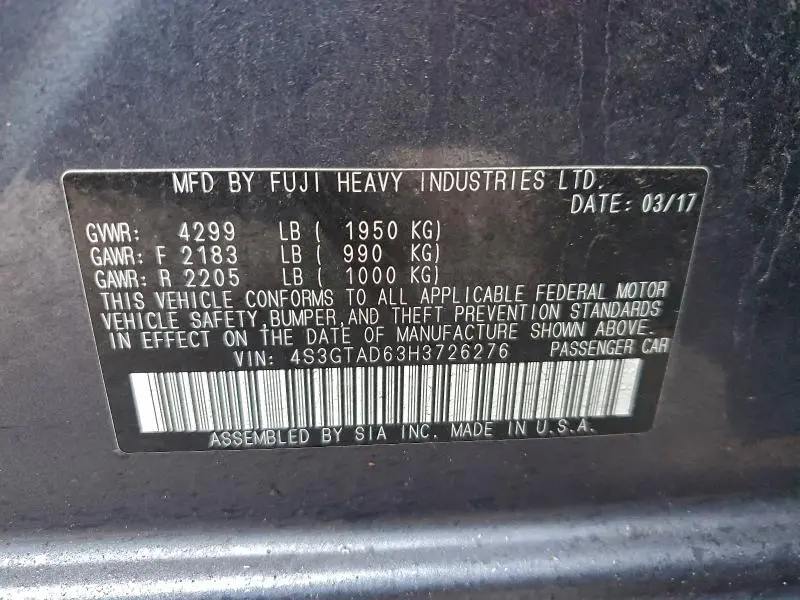 MFD BY FUJI HEAVY INDUSTRIES LTD.
DATE: 03/17
GVWR: 4299 LB ( 1950 KG)
GAWR: F 2183 LB ( 990 KG)
GAWR: R 2205 LB ( 1000 KG)
THIS VEHICLE CONFORMS TO ALL APPLICABLE FEDERAL MOTOR
VEHICLE SAFETY, BUMPER, AND THEFT PREVENTION STANDARDS
IN EFFECT ON THE DATE OF MANUFACTURE SHOWN ABOVE.
VIN: 4S3GTAD63H3726276 PASSENGER CAR
ASSEMBLED BY SIA INC. MADE IN U.S.A.